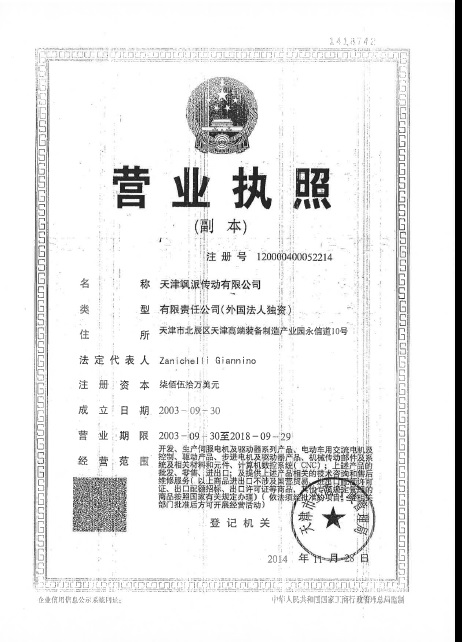 2418742
营业执照
(副本)
注册号 120000400052214
名称 天津飒派传动有限公司
类型 有限责任公司(外国法人独资)
住所 天津市北辰区天津高端装备制造产业园永信道10号
法定代表人 Zanichelli Giannino
注册资本 柒佰伍拾万美元
成立日期 2003-09-30
营业期限 2003-09-30至2018-09-29
经营范围 开发、生产伺服电机及驱动器系列产品、电动车用交流电机及
控制、驱动产品、步进电机及驱动器产品、机械传动部件及系
统及相关材料和元件、计算机数控系统(CNC);上述产品的
批发、零售、进出口;及提供上述产品相关的技术咨询和售后
维修服务(以上商品进出口不涉及国营贸易、进出口配额许可
证、出口配额招标、出口许可证等商品,其他专项规定管理的
商品按照国家有关规定办理)(依法须经批准的项目,经相关
部门批准后方可开展经营活动)
登记机关
2014 年 11 月 28 日
企业信用信息公示系统网址:
中华人民共和国国家工商行政管理总局监制